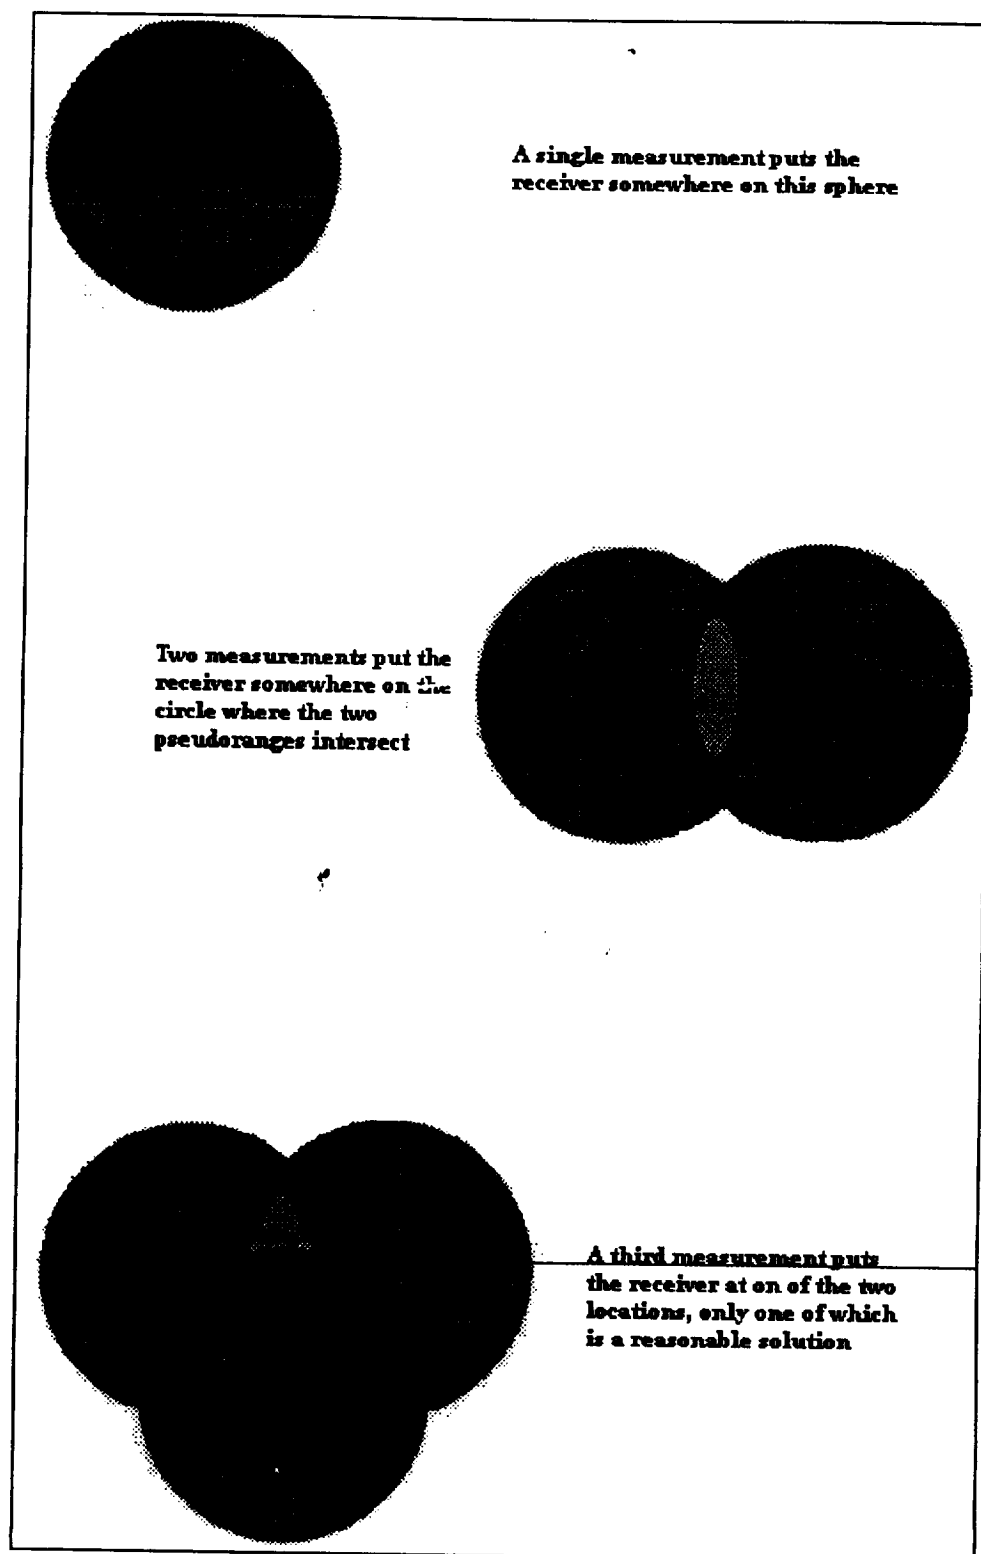 A single measurement puts the
receiver somewhere on this sphere
Two measurements put the
receiver somewhere on the
circle where the two
pseudoranges intersect
A third measurement puts
the receiver at on of the two
locations, only one of which
is a reasonable solution